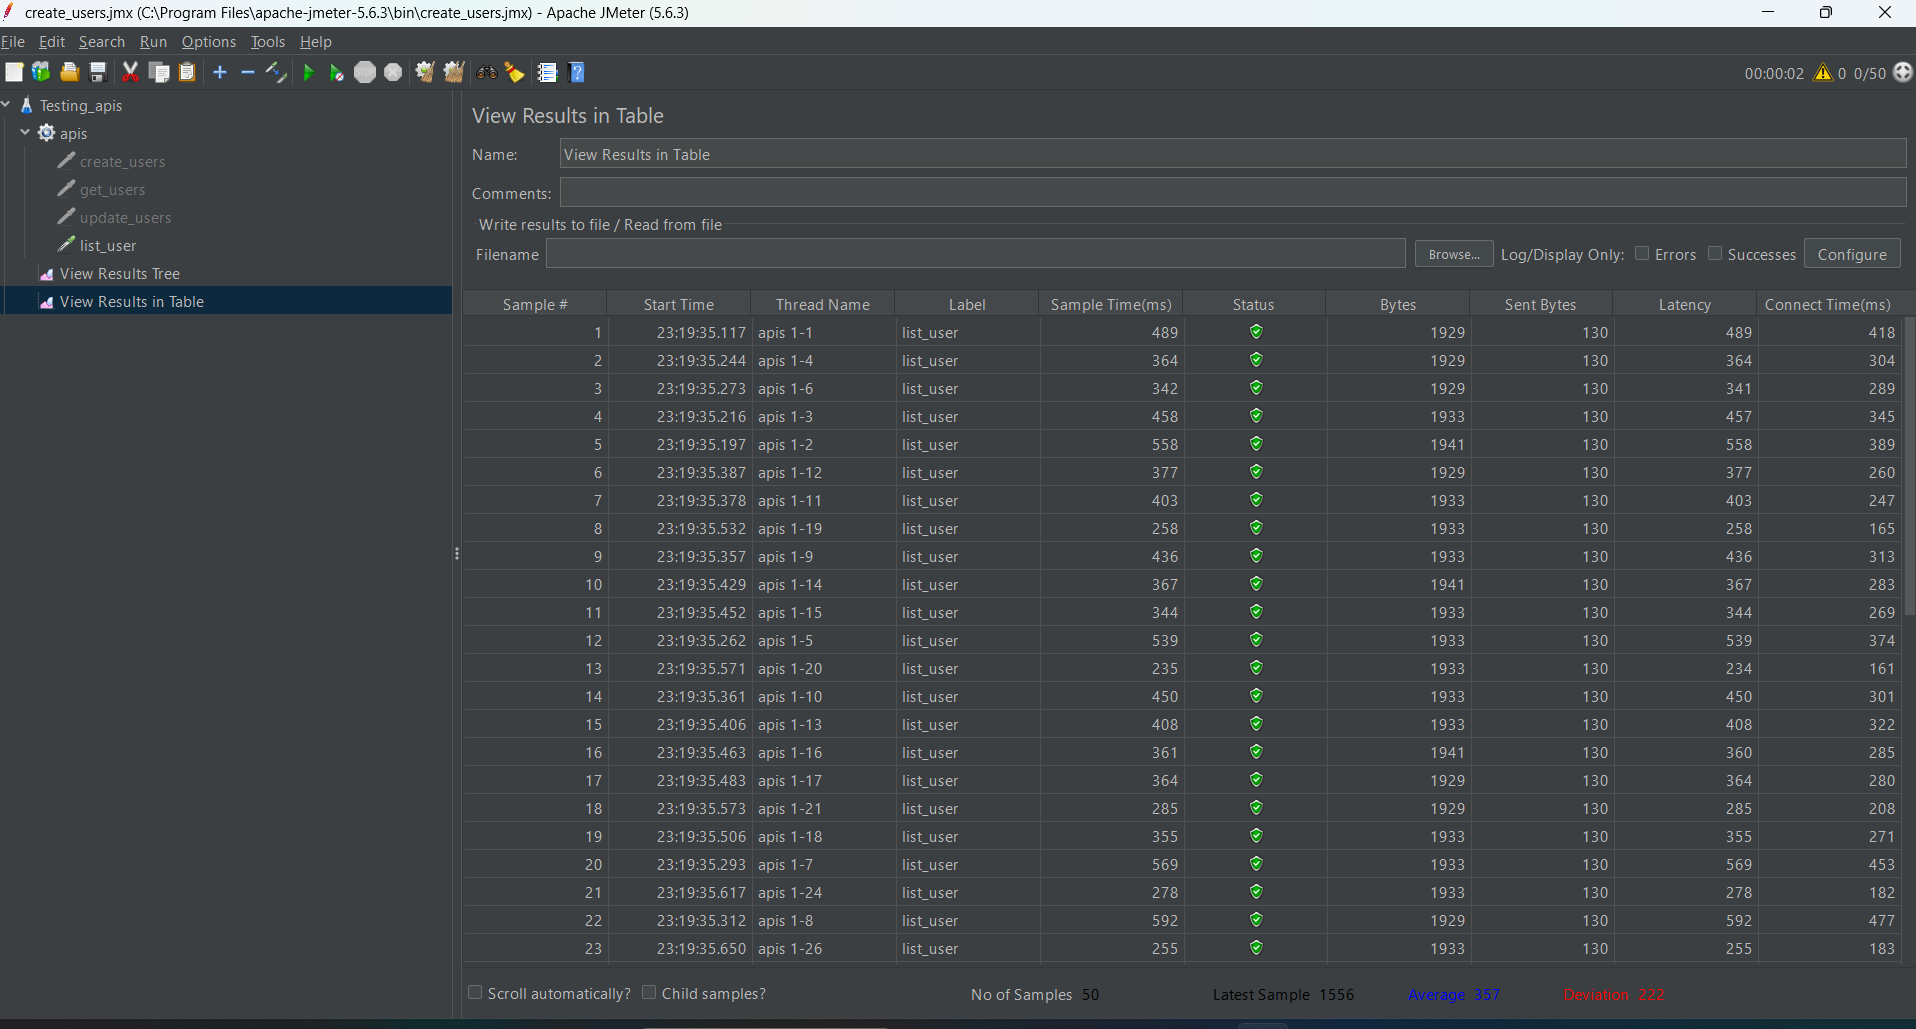 create_users.jmx (C:\Program Files\apache-jmeter-5.6.3\bin\create_users.jmx) - Apache JMeter (5.6.3)
File Edit Search Run Options Tools Help
00:00:02 0 0/50
Testing_apis
apis
create_users
get_users
update_users
list_user
View Results Tree
View Results in Table
View Results in Table
Name: View Results in Table
Comments:
Write results to file / Read from file
Filename Browse... Log/Display Only: Errors Successes Configure
Sample # Start Time Thread Name Label Sample Time(ms) Status Bytes Sent Bytes Latency Connect Time(ms)
1 23:19:35.117 apis 1-1 list_user 489 1929 130 489 418
2 23:19:35.244 apis 1-4 list_user 364 1929 130 364 304
3 23:19:35.273 apis 1-6 list_user 342 1929 130 341 289
4 23:19:35.216 apis 1-3 list_user 458 1933 130 457 345
5 23:19:35.197 apis 1-2 list_user 558 1941 130 558 389
6 23:19:35.387 apis 1-12 list_user 377 1929 130 377 260
7 23:19:35.378 apis 1-11 list_user 403 1933 130 403 247
8 23:19:35.532 apis 1-19 list_user 258 1933 130 258 165
9 23:19:35.357 apis 1-9 list_user 436 1933 130 436 313
10 23:19:35.429 apis 1-14 list_user 367 1941 130 367 283
11 23:19:35.452 apis 1-15 list_user 344 1933 130 344 269
12 23:19:35.262 apis 1-5 list_user 539 1933 130 539 374
13 23:19:35.571 apis 1-20 list_user 235 1933 130 234 161
14 23:19:35.361 apis 1-10 list_user 450 1933 130 450 301
15 23:19:35.406 apis 1-13 list_user 408 1933 130 408 322
16 23:19:35.463 apis 1-16 list_user 361 1941 130 360 285
17 23:19:35.483 apis 1-17 list_user 364 1929 130 364 280
18 23:19:35.573 apis 1-21 list_user 285 1929 130 285 208
19 23:19:35.506 apis 1-18 list_user 355 1933 130 355 271
20 23:19:35.293 apis 1-7 list_user 569 1933 130 569 453
21 23:19:35.617 apis 1-24 list_user 278 1933 130 278 182
22 23:19:35.312 apis 1-8 list_user 592 1929 130 592 477
23 23:19:35.650 apis 1-26 list_user 255 1933 130 255 183
Scroll automatically? Child samples? No of Samples 50 Latest Sample 1556 Average 357 Deviation 222